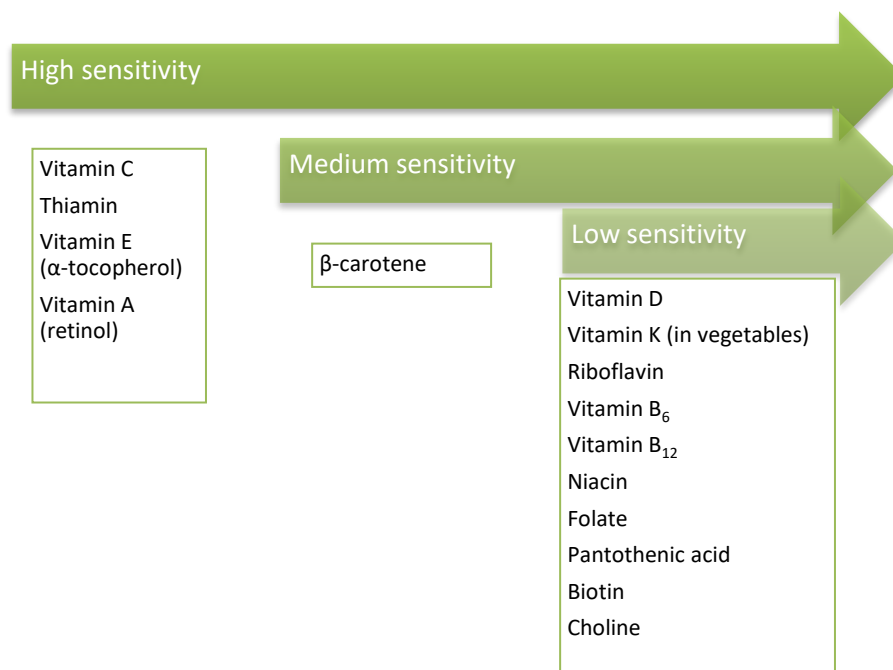 High sensitivity
Vitamin C
Thiamin
Vitamin E
(α-tocopherol)
Vitamin A
(retinol)
Medium sensitivity
β-carotene
Low sensitivity
Vitamin D
Vitamin K (in vegetables)
Riboflavin
Vitamin B₆
Vitamin B₁₂
Niacin
Folate
Pantothenic acid
Biotin
Choline